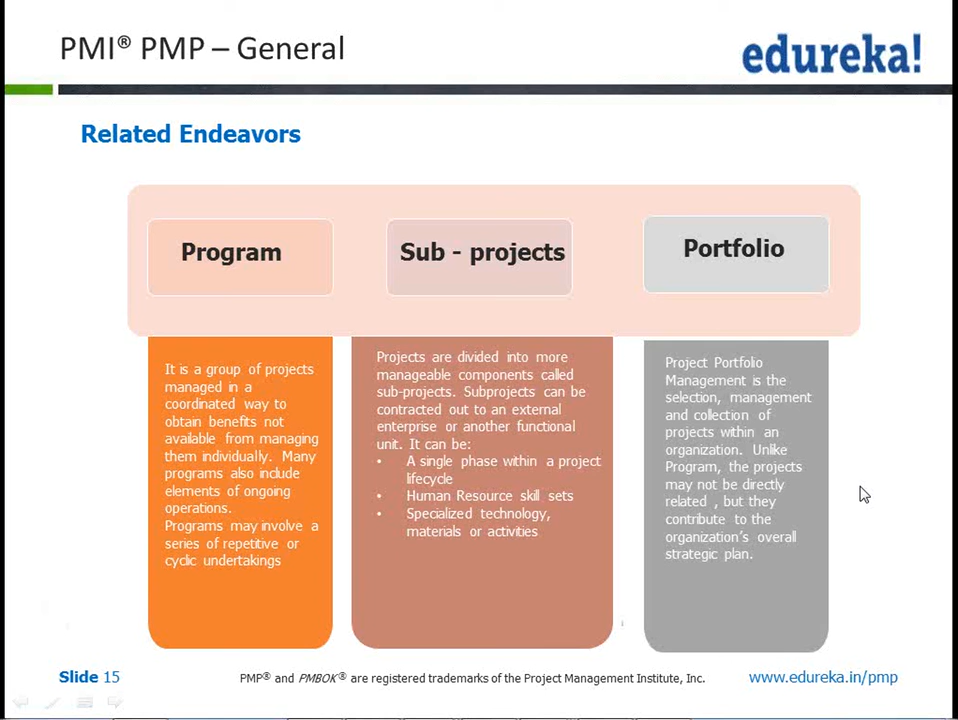 PMI® PMP – General
edureka!
Related Endeavors
Program
Sub - projects
Portfolio
It is a group of projects
managed in a
coordinated way to
obtain benefits not
available from managing
them individually. Many
programs also include
elements of ongoing
operations.
Programs may involve a
series of repetitive or
cyclic undertakings
Projects are divided into more
manageable components called
sub-projects. Subprojects can be
contracted out to an external
enterprise or another functional
unit. It can be:
• A single phase within a project
lifecycle
• Human Resource skill sets
• Specialized technology,
materials or activities
Project Portfolio
Management is the
selection, management
and collection of
projects within an
organization. Unlike
Program, the projects
may not be directly
related , but they
contribute to the
organization's overall
strategic plan.
Slide 15
PMP® and PMBOK® are registered trademarks of the Project Management Institute, Inc.
www.edureka.in/pmp